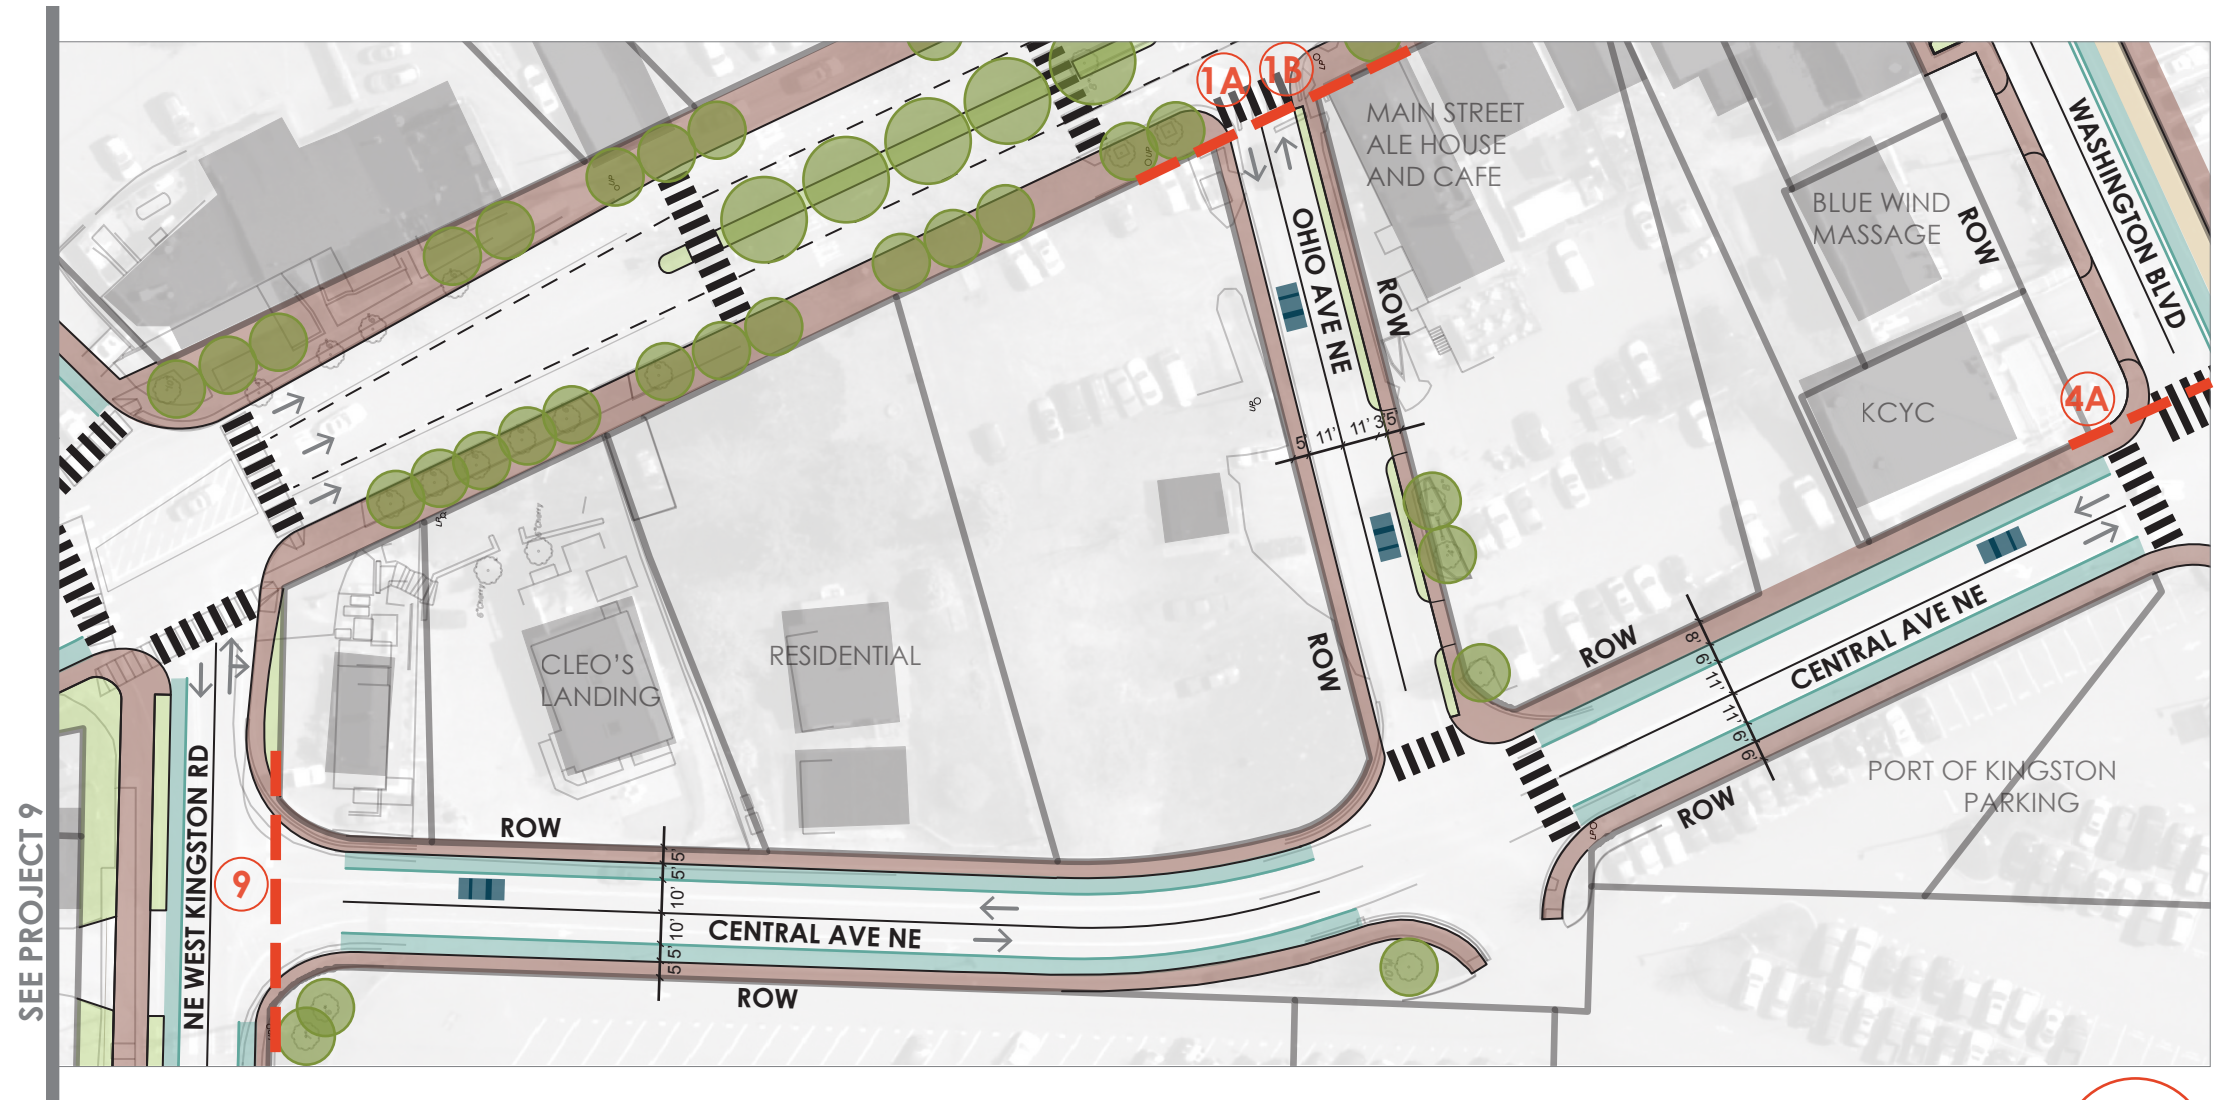 SEE PROJECT 9
1A
1B
MAIN STREET
ALE HOUSE
AND CAFE
WASHINGTON BLVD
BLUE WIND
MASSAGE
ROW
OHIO AVE NE
ROW
KCYC
4A
5' 11' 11' 3' 5'
CLEO'S
LANDING
RESIDENTIAL
ROW
ROW
8' 6' 11' 11' 6' 6'
CENTRAL AVE NE
PORT OF KINGSTON
PARKING
ROW
NE WEST KINGSTON RD
9
ROW
5' 5' 10' 10' 5' 5'
CENTRAL AVE NE
ROW